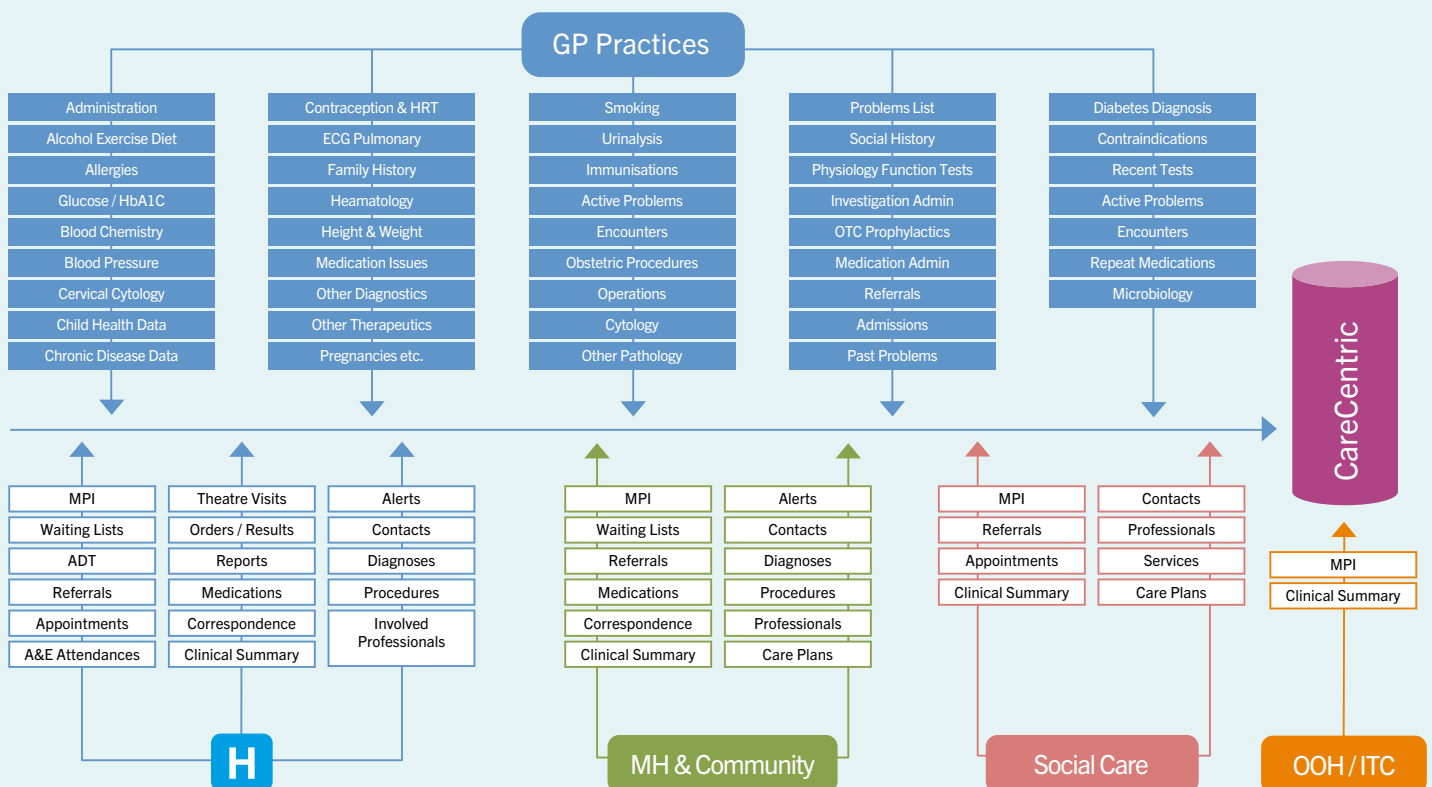 GP Practices
Administration
Alcohol Exercise Diet
Allergies
Glucose / HbA1C
Blood Chemistry
Blood Pressure
Cervical Cytology
Child Health Data
Chronic Disease Data
Contraception & HRT
ECG Pulmonary
Family History
Heamatology
Height & Weight
Medication Issues
Other Diagnostics
Other Therapeutics
Pregnancies etc.
Smoking
Urinalysis
Immunisations
Active Problems
Encounters
Obstetric Procedures
Operations
Cytology
Other Pathology
Problems List
Social History
Physiology Function Tests
Investigation Admin
OTC Prophylactics
Medication Admin
Referrals
Admissions
Past Problems
Diabetes Diagnosis
Contraindications
Recent Tests
Active Problems
Encounters
Repeat Medications
Microbiology
CareCentric
MPI
Waiting Lists
ADT
Referrals
Appointments
A&E Attendances
Theatre Visits
Orders / Results
Reports
Medications
Correspondence
Clinical Summary
Alerts
Contacts
Diagnoses
Procedures
Involved
Professionals
H
MPI
Waiting Lists
Referrals
Medications
Correspondence
Clinical Summary
Alerts
Contacts
Diagnoses
Procedures
Professionals
Care Plans
MH & Community
MPI
Referrals
Appointments
Clinical Summary
Contacts
Professionals
Services
Care Plans
Social Care
MPI
Clinical Summary
OOH / ITC